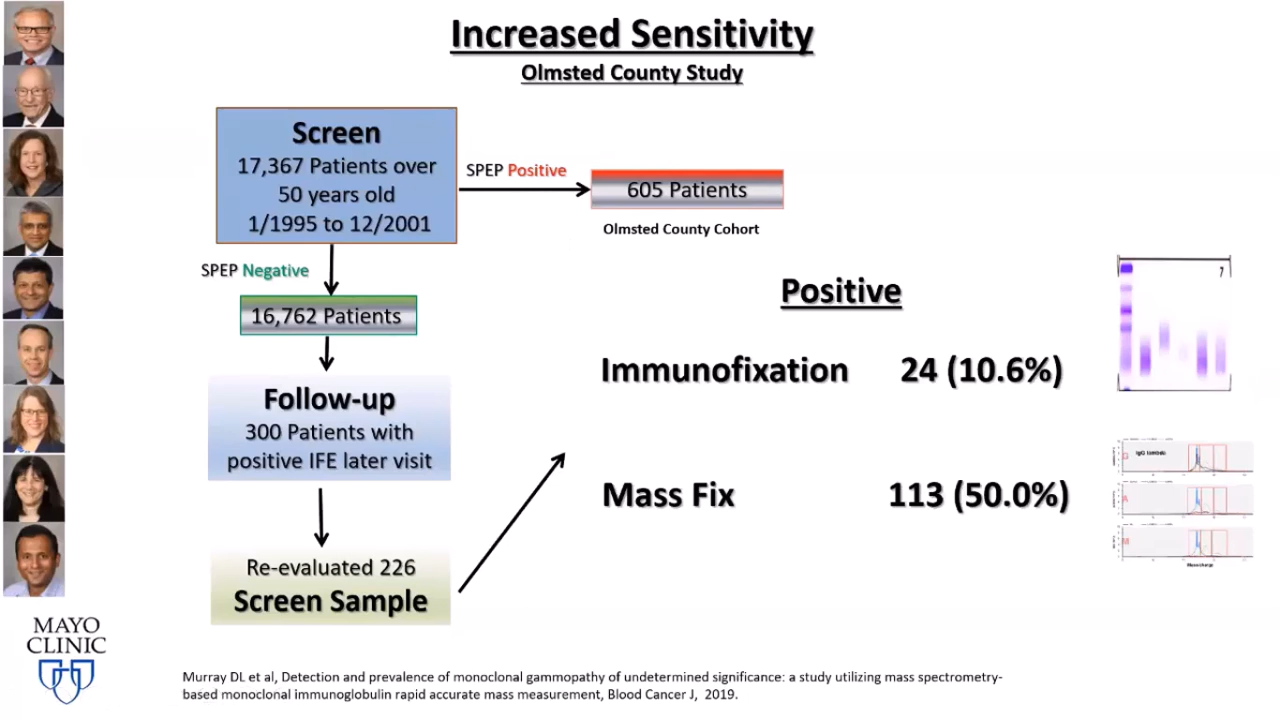 Increased Sensitivity
Olmsted County Study
Screen
17,367 Patients over
50 years old
1/1995 to 12/2001
SPEP Positive
605 Patients
Olmsted County Cohort
SPEP Negative
16,762 Patients
Follow-up
300 Patients with
positive IFE later visit
Re-evaluated 226
Screen Sample
Positive
Immunofixation 24 (10.6%)
Mass Fix 113 (50.0%)
IgG lambda
G
A
M
MAYO
CLINIC
Murray DL et al, Detection and prevalence of monoclonal gammopathy of undetermined significance: a study utilizing mass spectrometry-
based monoclonal immunoglobulin rapid accurate mass measurement, Blood Cancer J, 2019.